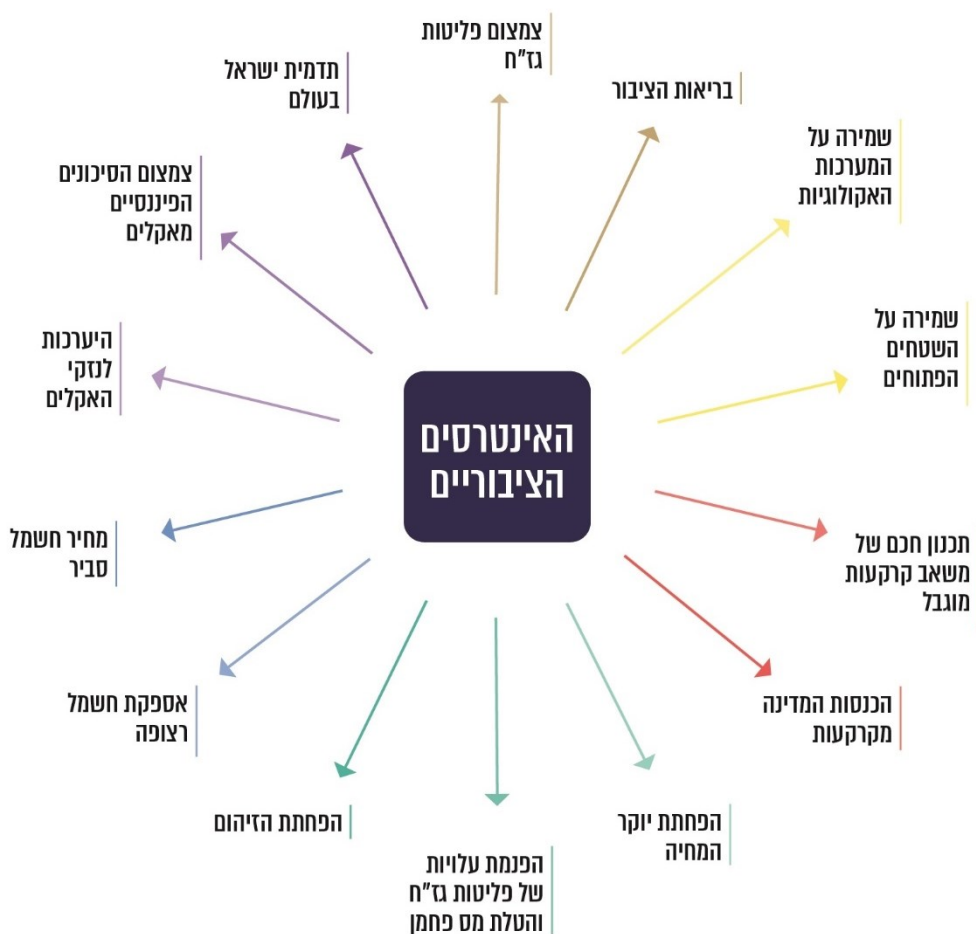 האינטרסים
הציבוריים
צמצום פליטות
גז"ח
בריאות הציבור
שמירה על
המערכות
האקולוגיות
שמירה על
השטחים
הפתוחים
תכנון חכם של
משאב קרקעות
מוגבל
הכנסות המדינה
מקרקעות
הפחתת יוקר
המחיה
הפנמת עלויות
של פליטות גז"ח
והטלת מס פחמן
הפחתת הזיהום
אספקת חשמל
רצופה
מחיר חשמל
סביר
היערכות
לנזקי
האקלים
צמצום הסיכונים
הפיננסיים
מאקלים
תדמית ישראל
בעולם